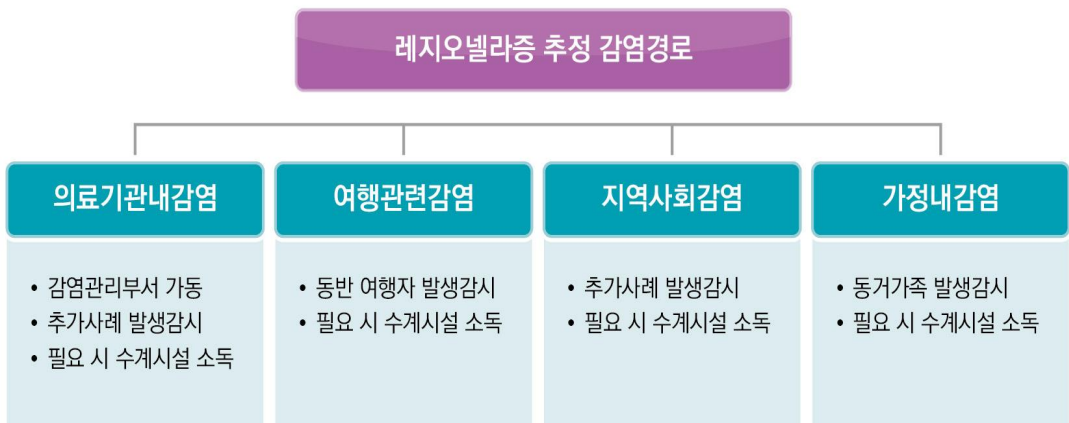 레지오넬라증 추정 감염경로
의료기관내감염
• 감염관리부서 가동
• 추가사례 발생감시
• 필요 시 수계시설 소독
여행관련감염
• 동반 여행자 발생감시
• 필요 시 수계시설 소독
지역사회감염
• 추가사례 발생감시
• 필요 시 수계시설 소독
가정내감염
• 동거가족 발생감시
• 필요 시 수계시설 소독